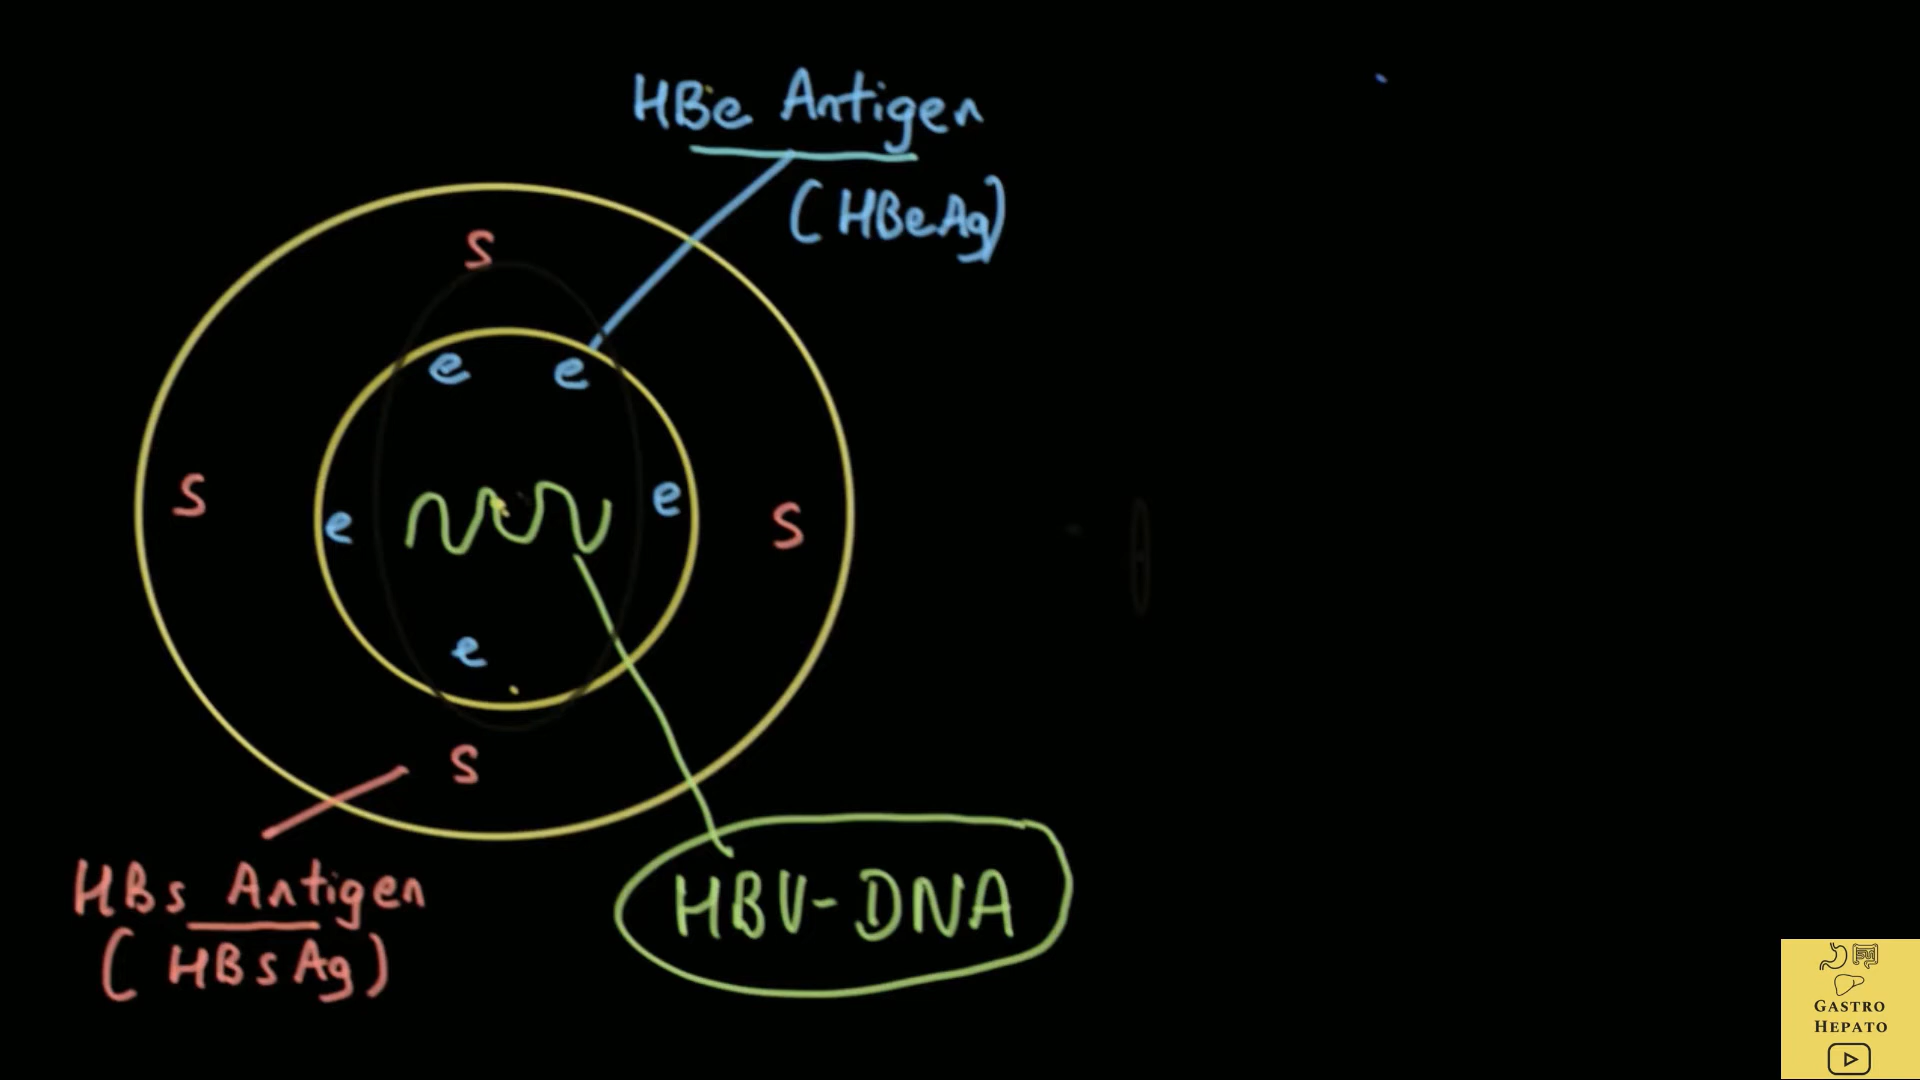 HBe Antigen
(HBeAg)
s
e e
s e e s
e
s
HBs Antigen
(HBsAg)
HBV-DNA
GASTRO
HEPATO